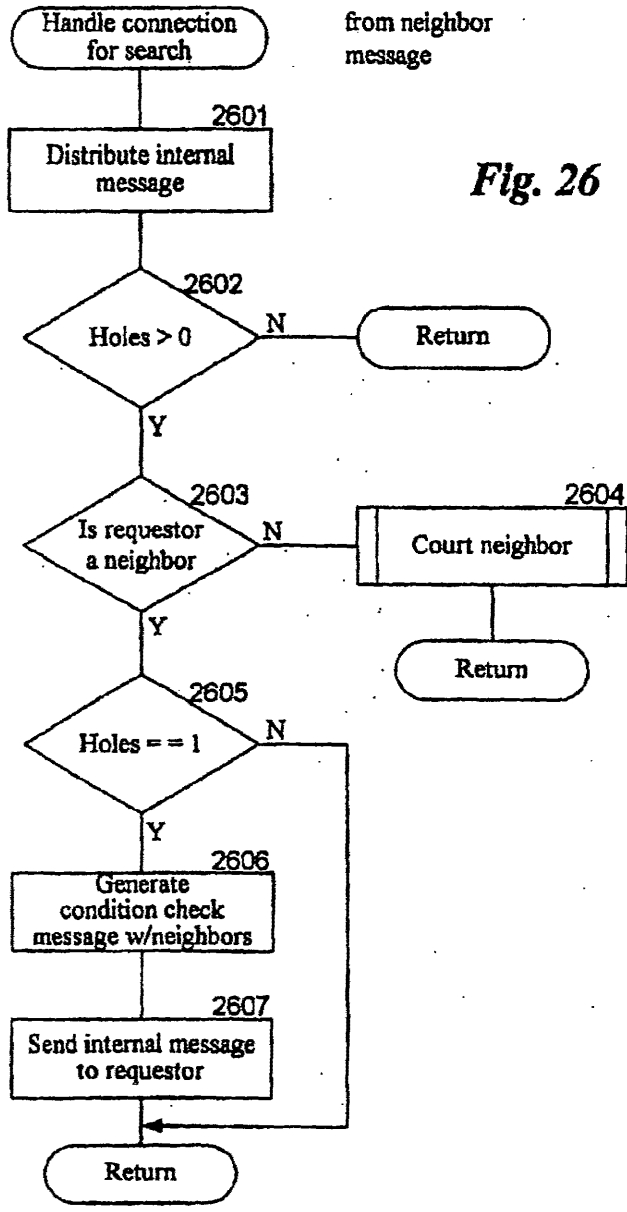 Handle connection
for search
from neighbor
message
2601
Distribute internal
message
Fig. 26
2602
Holes > 0
N
Return
Y
2603
Is requestor
a neighbor
N
2604
Court neighbor
Y
Return
2605
Holes = = 1
N
Y
2606
Generate
condition check
message w/neighbors
2607
Send internal message
to requestor
Return